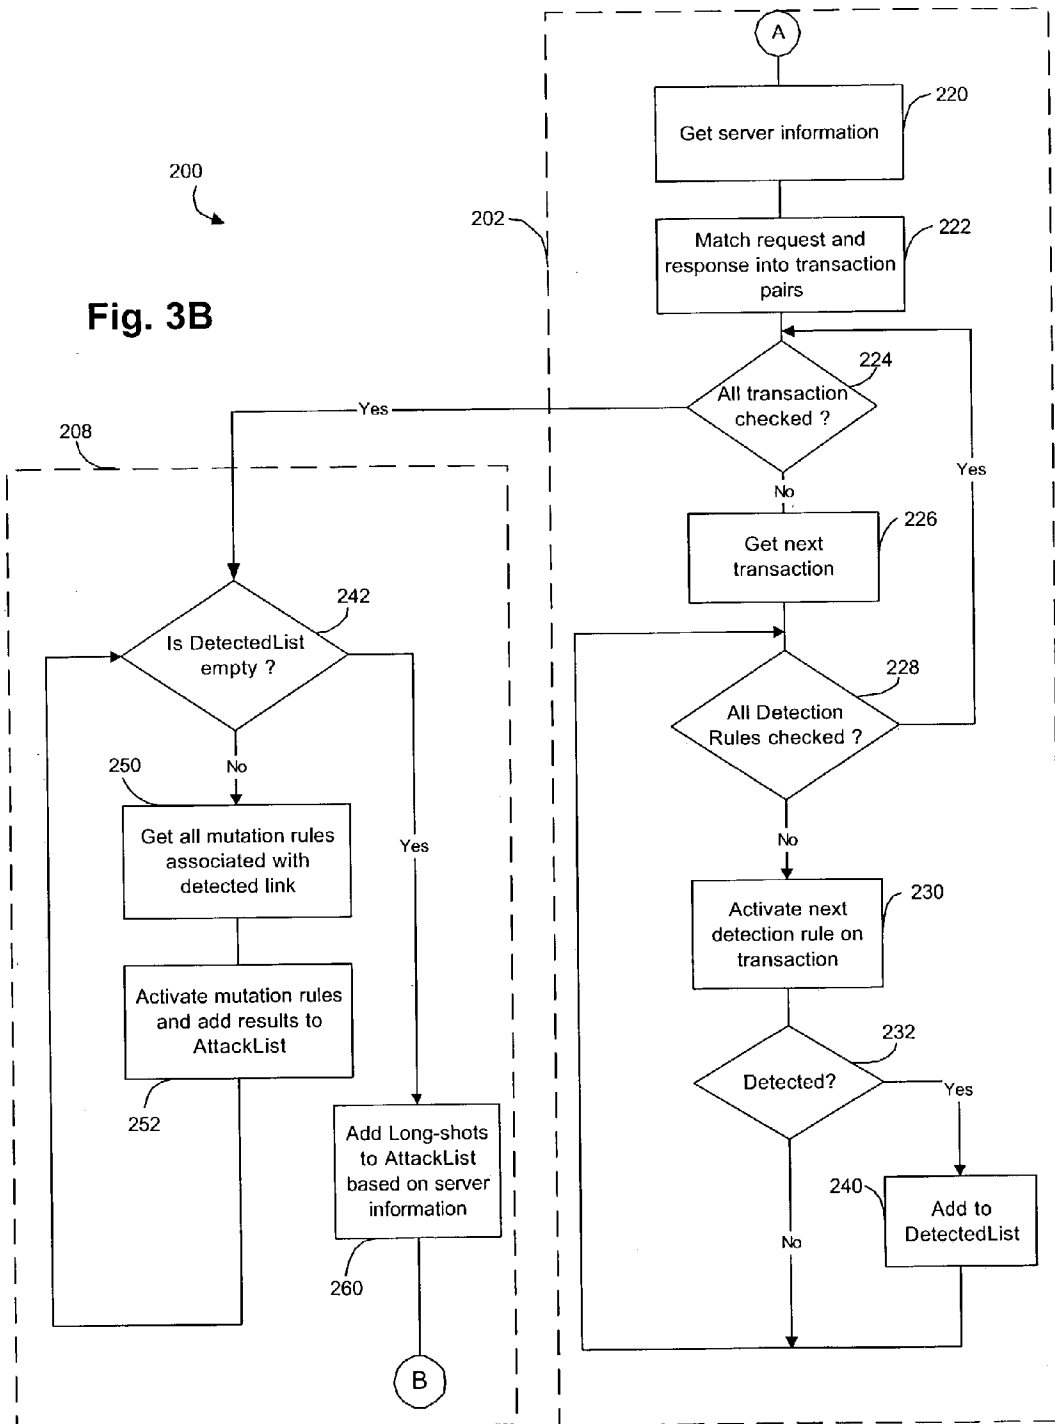 A
Get server information
220
200
202
Match request and
response into transaction
pairs
222
Fig. 3B
224
All transaction
checked ?
Yes
208
Yes
No
Get next
transaction
226
242
Is DetectedList
empty ?
228
All Detection
Rules checked ?
No
250
Get all mutation rules
associated with
detected link
Yes
No
Activate next
detection rule on
transaction
230
Activate mutation rules
and add results to
AttackList
252
232
Detected?
Yes
Add Long-shots
to AttackList
based on server
information
260
240
Add to
DetectedList
No
B